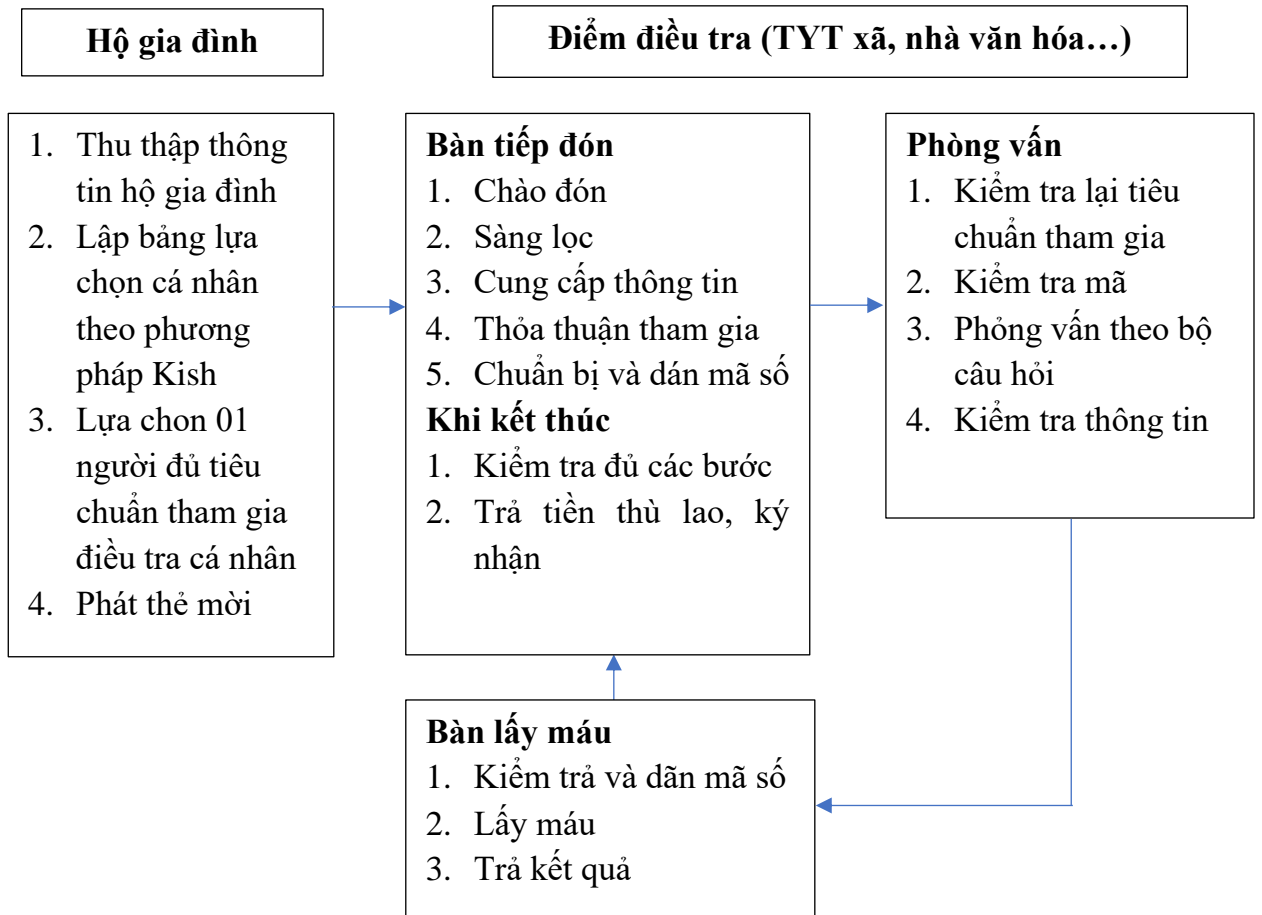 Hộ gia đình
Điểm điều tra (TYT xã, nhà văn hóa…)
1. Thu thập thông
tin hộ gia đình
2. Lập bảng lựa
chọn cá nhân
theo phương
pháp Kish
3. Lựa chon 01
người đủ tiêu
chuẩn tham gia
điều tra cá nhân
4. Phát thẻ mời
Bàn tiếp đón
1. Chào đón
2. Sàng lọc
3. Cung cấp thông tin
4. Thỏa thuận tham gia
5. Chuẩn bị và dán mã số
Khi kết thúc
1. Kiểm tra đủ các bước
2. Trả tiền thù lao, ký
nhận
Phòng vấn
1. Kiểm tra lại tiêu
chuẩn tham gia
2. Kiểm tra mã
3. Phỏng vấn theo bộ
câu hỏi
4. Kiểm tra thông tin
Bàn lấy máu
1. Kiểm trả và dãn mã số
2. Lấy máu
3. Trả kết quả